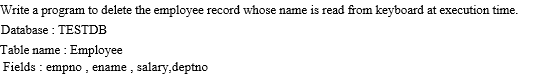 Write a program to delete the employee record whose name is read from keyboard at execution time.
Database : TESTDB
Table name : Employee
Fields : empno , ename , salary,deptno